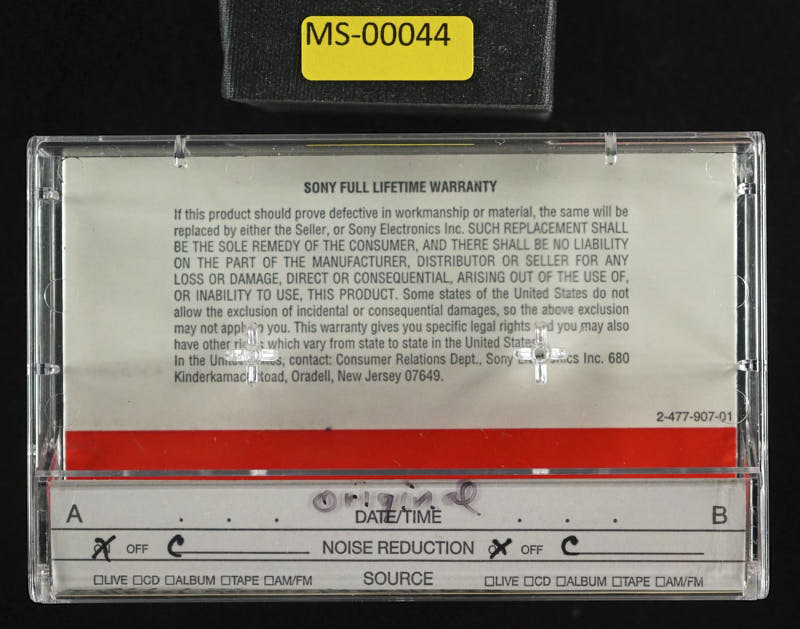 MS-00044
SONY FULL LIFETIME WARRANTY
If this product should prove defective in workmanship or material, the same will be
replaced by either the Seller, or Sony Electronics Inc. SUCH REPLACEMENT SHALL
BE THE SOLE REMEDY OF THE CONSUMER, AND THERE SHALL BE NO LIABILITY
ON THE PART OF THE MANUFACTURER, DISTRIBUTOR OR SELLER FOR ANY
LOSS OR DAMAGE, DIRECT OR CONSEQUENTIAL, ARISING OUT OF THE USE OF,
OR INABILITY TO USE, THIS PRODUCT. Some states of the United States do not
allow the exclusion of incidental or consequential damages, so the above exclusion
may not apply to you. This warranty gives you specific legal rights and you may also
have other rights which vary from state to state in the United States.
In the United States, contact: Consumer Relations Dept., Sony Electronics Inc. 680
Kinderkamack Road, Oradell, New Jersey 07649.
2-477-907-01
original
A . . . DATE/TIME . . . B
ON OFF C NOISE REDUCTION ON OFF C
☐LIVE ☐CD ☐ALBUM ☐TAPE ☐AM/FM SOURCE ☐LIVE ☐CD ☐ALBUM ☐TAPE ☐AM/FM